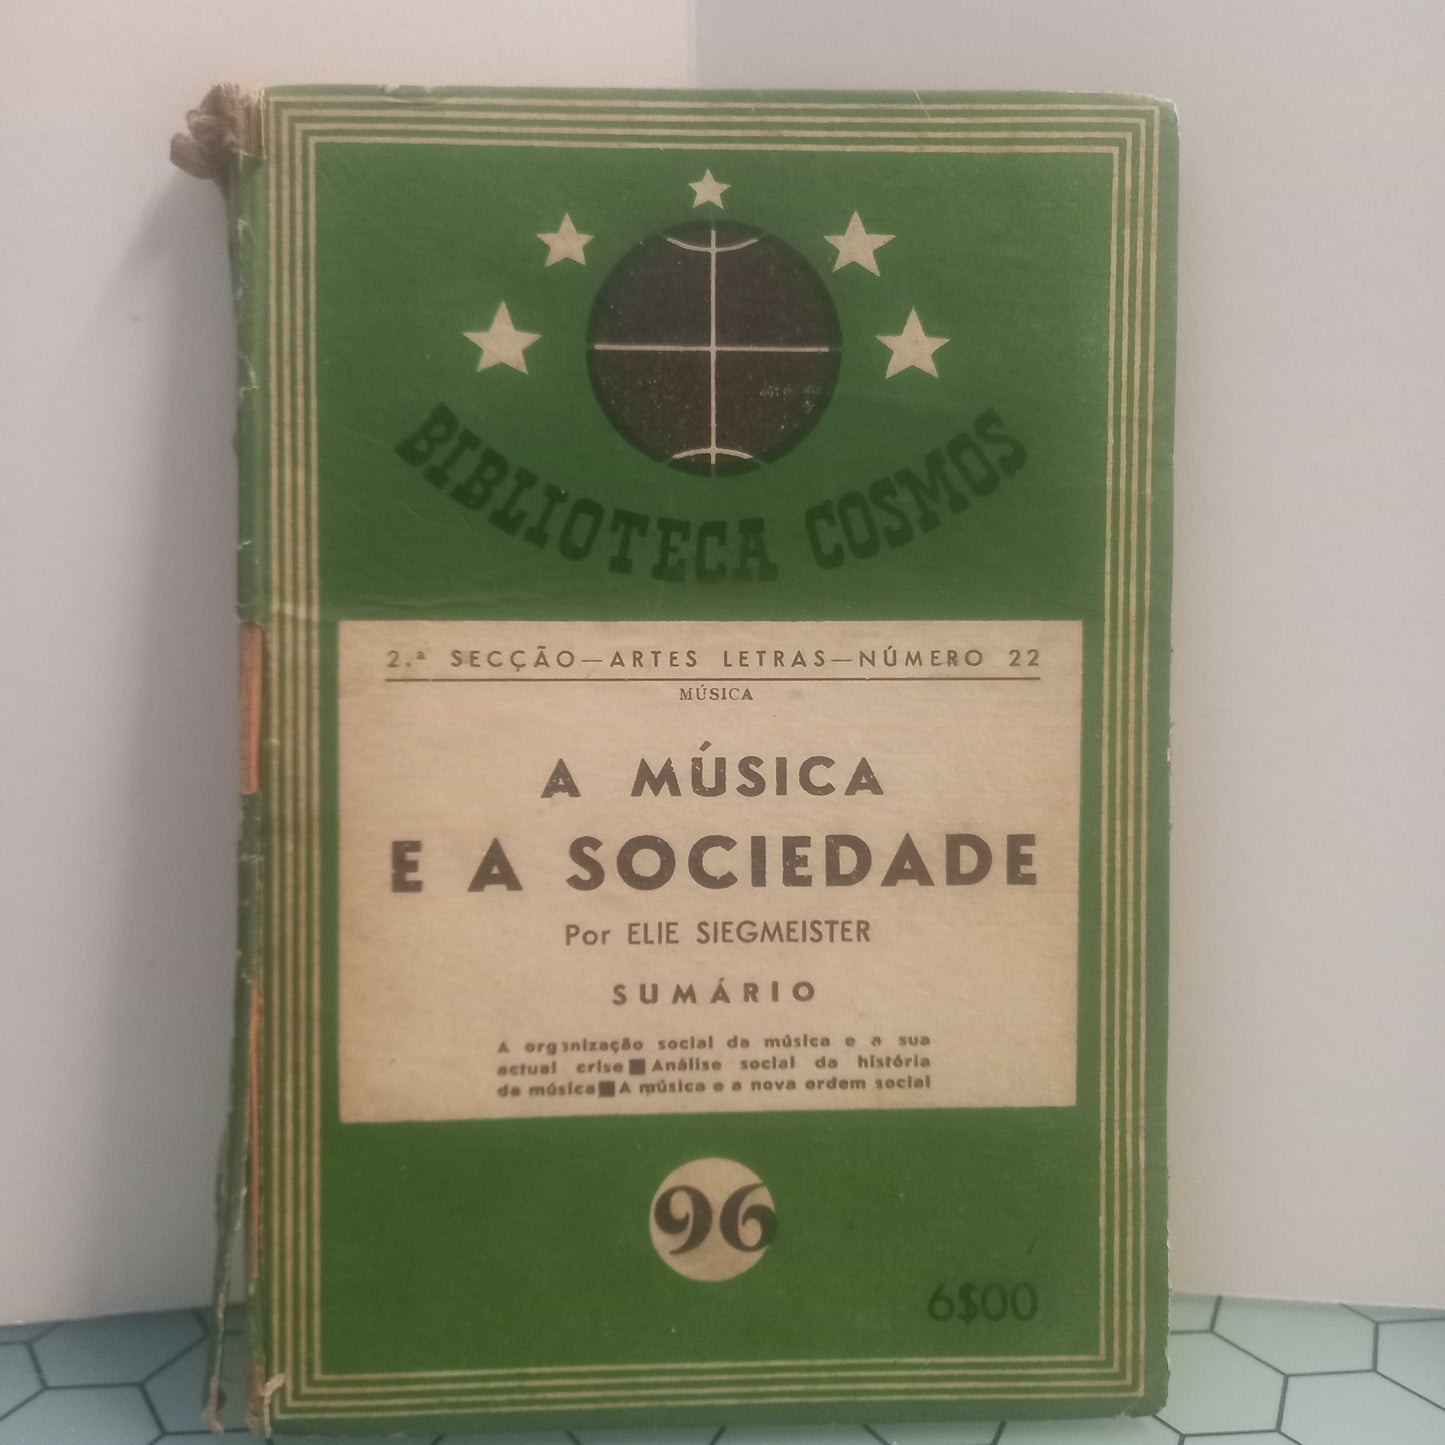 BIBLIOTECA COSMOS
2.ª SECÇÃO—ARTES LETRAS—NÚMERO 22
MÚSICA
A MÚSICA
E A SOCIEDADE
Por ELIE SIEGMEISTER
SUMÁRIO
A organização social da música e a sua
actual crise ■ Análise social da história
da música ■ A música e a nova ordem social
96
6$00